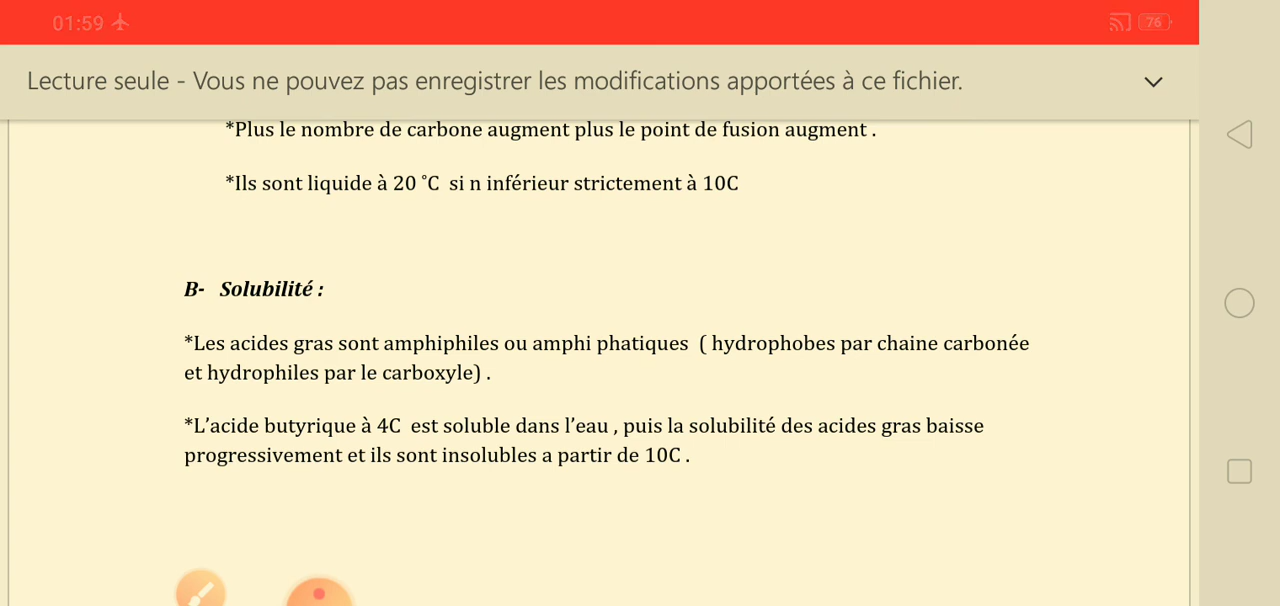 01:59
76
Lecture seule - Vous ne pouvez pas enregistrer les modifications apportées à ce fichier.
*Plus le nombre de carbone augment plus le point de fusion augment .
*Ils sont liquide à 20 °C si n inférieur strictement à 10C
B- Solubilité :
*Les acides gras sont amphiphiles ou amphi phatiques ( hydrophobes par chaine carbonée
et hydrophiles par le carboxyle) .
*L’acide butyrique à 4C est soluble dans l’eau , puis la solubilité des acides gras baisse
progressivement et ils sont insolubles a partir de 10C .